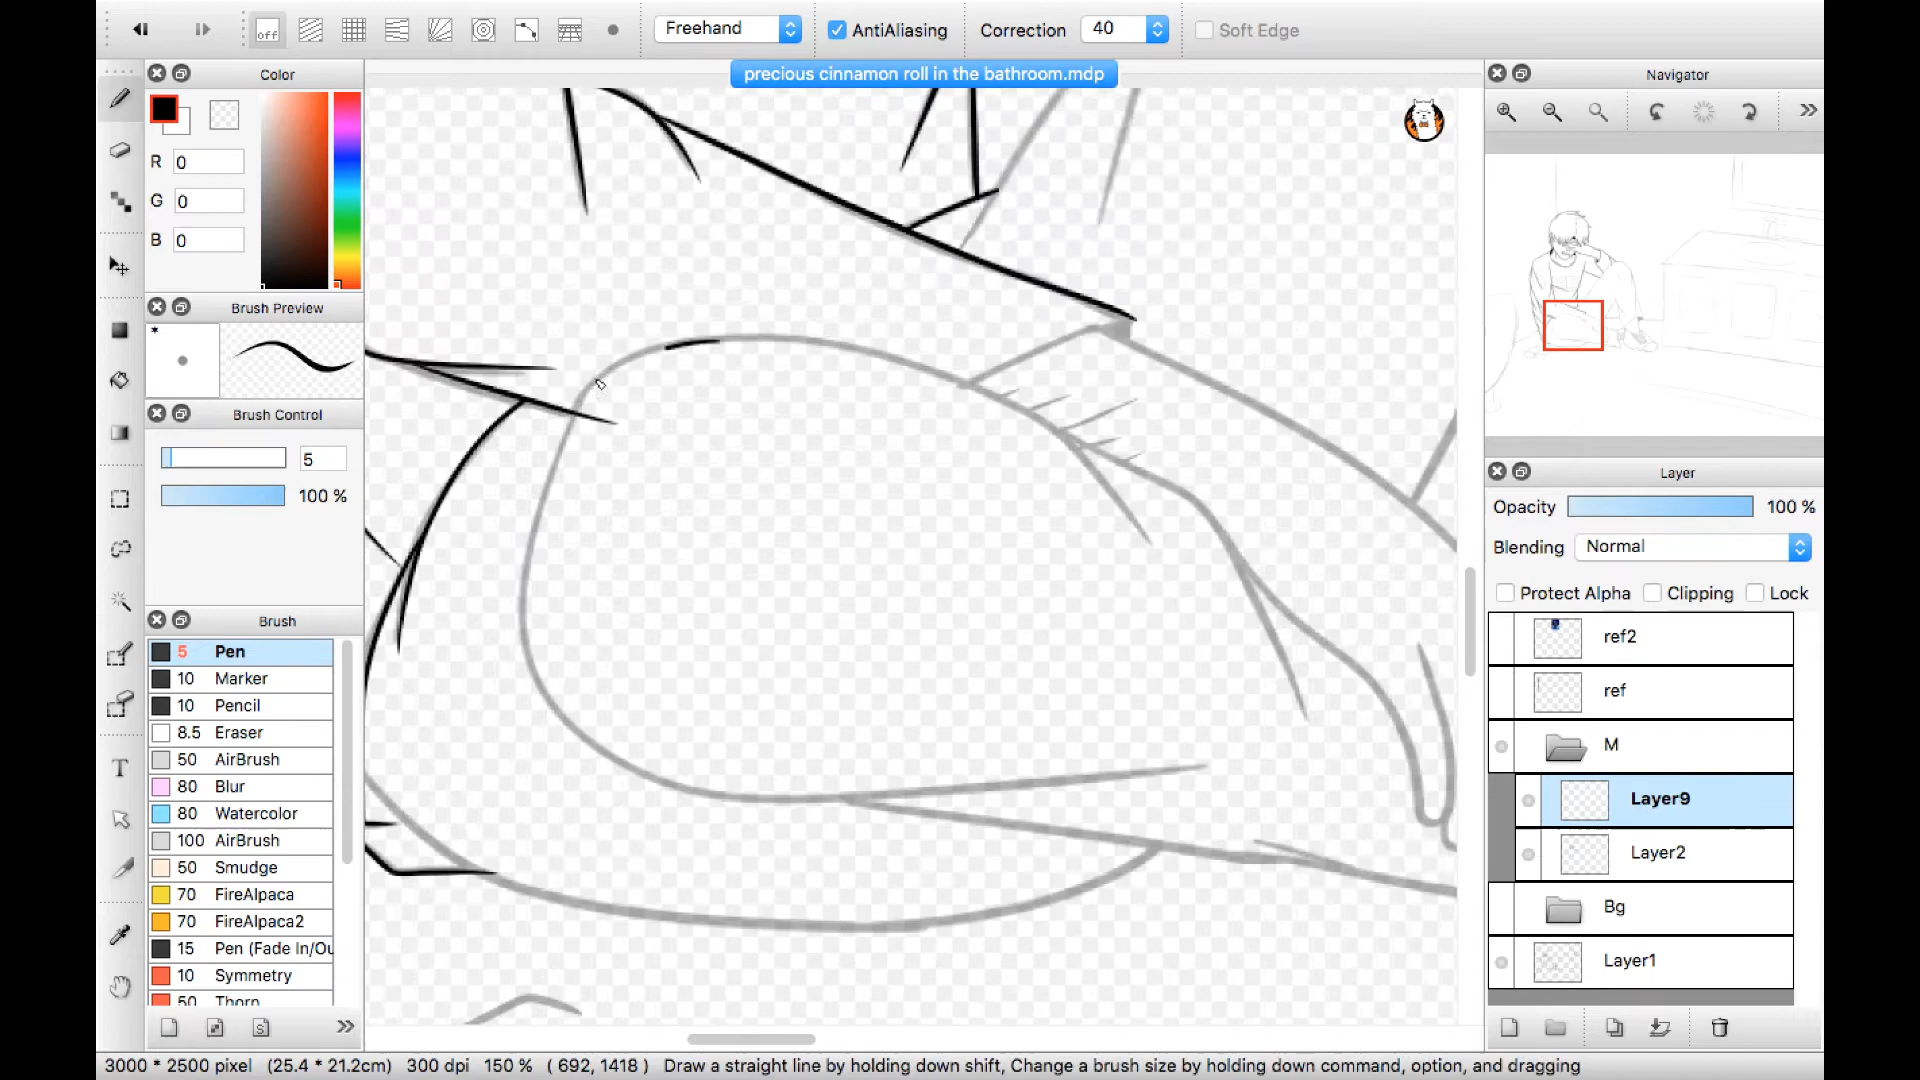 off
Freehand
AntiAliasing
Correction
40
Soft Edge
precious cinnamon roll in the bathroom.mdp
Color
R 0
G 0
B 0
Brush Preview
*
Brush Control
5
100 %
Brush
5 Pen
10 Marker
10 Pencil
8.5 Eraser
50 AirBrush
80 Blur
80 Watercolor
100 AirBrush
50 Smudge
70 FireAlpaca
70 FireAlpaca2
15 Pen (Fade In/Ou
10 Symmetry
50 Thorn
T
S
Navigator
Layer
Opacity 100 %
Blending Normal
Protect Alpha Clipping Lock
ref2
ref
M
Layer9
Layer2
Bg
Layer1
3000 * 2500 pixel (25.4 * 21.2cm) 300 dpi 150 % ( 692, 1418 ) Draw a straight line by holding down shift, Change a brush size by holding down command, option, and dragging